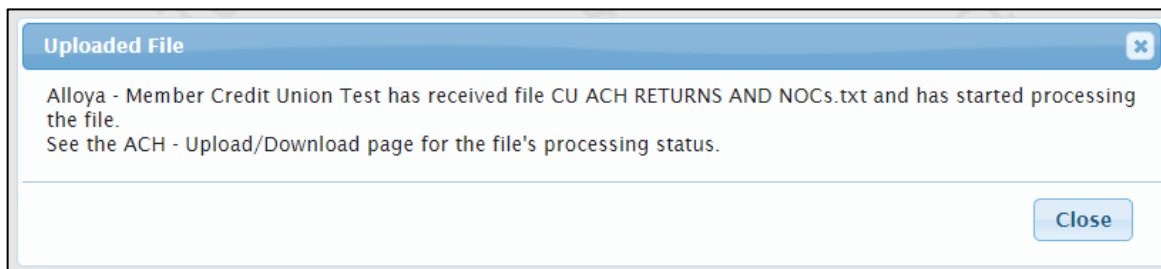 Uploaded File
Alloya - Member Credit Union Test has received file CU ACH RETURNS AND NOCs.txt and has started processing
the file.
See the ACH - Upload/Download page for the file's processing status.
Close